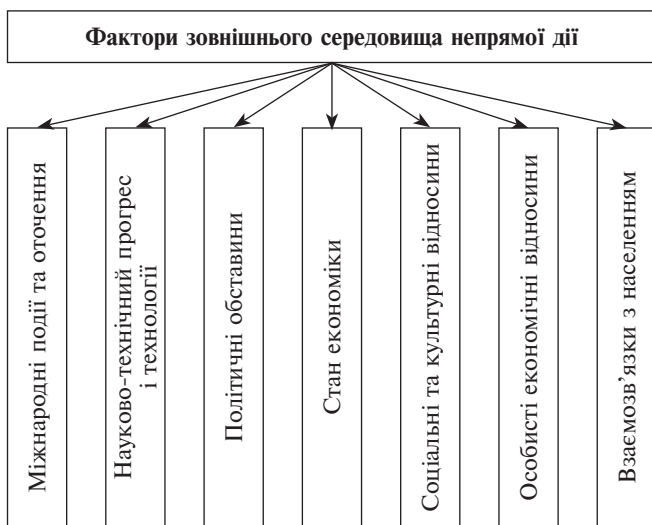 Фактори зовнішнього середовища непрямої дії
Міжнародні події та оточення
Науково-технічний прогрес
і технології
Політичні обставини
Стан економіки
Соціальні та культурні відносини
Особисті економічні відносини
Взаємозв’язки з населенням